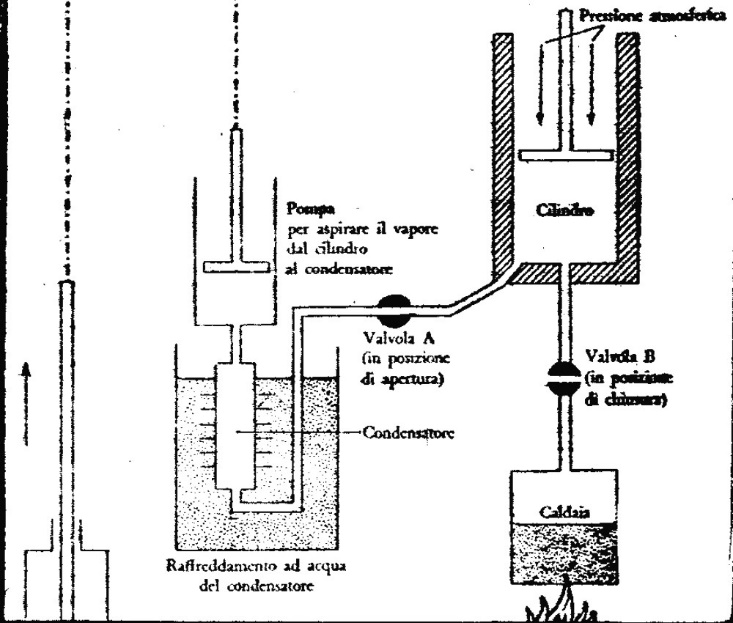 Pressione atmosferica
Pompa
per aspirare il vapore
dal cilindro
al condensatore
Cilindro
Valvola A
(in posizione
di apertura)
Valvola B
(in posizione
di chiusura)
Condensatore
Caldaia
Raffreddamento ad acqua
del condensatore